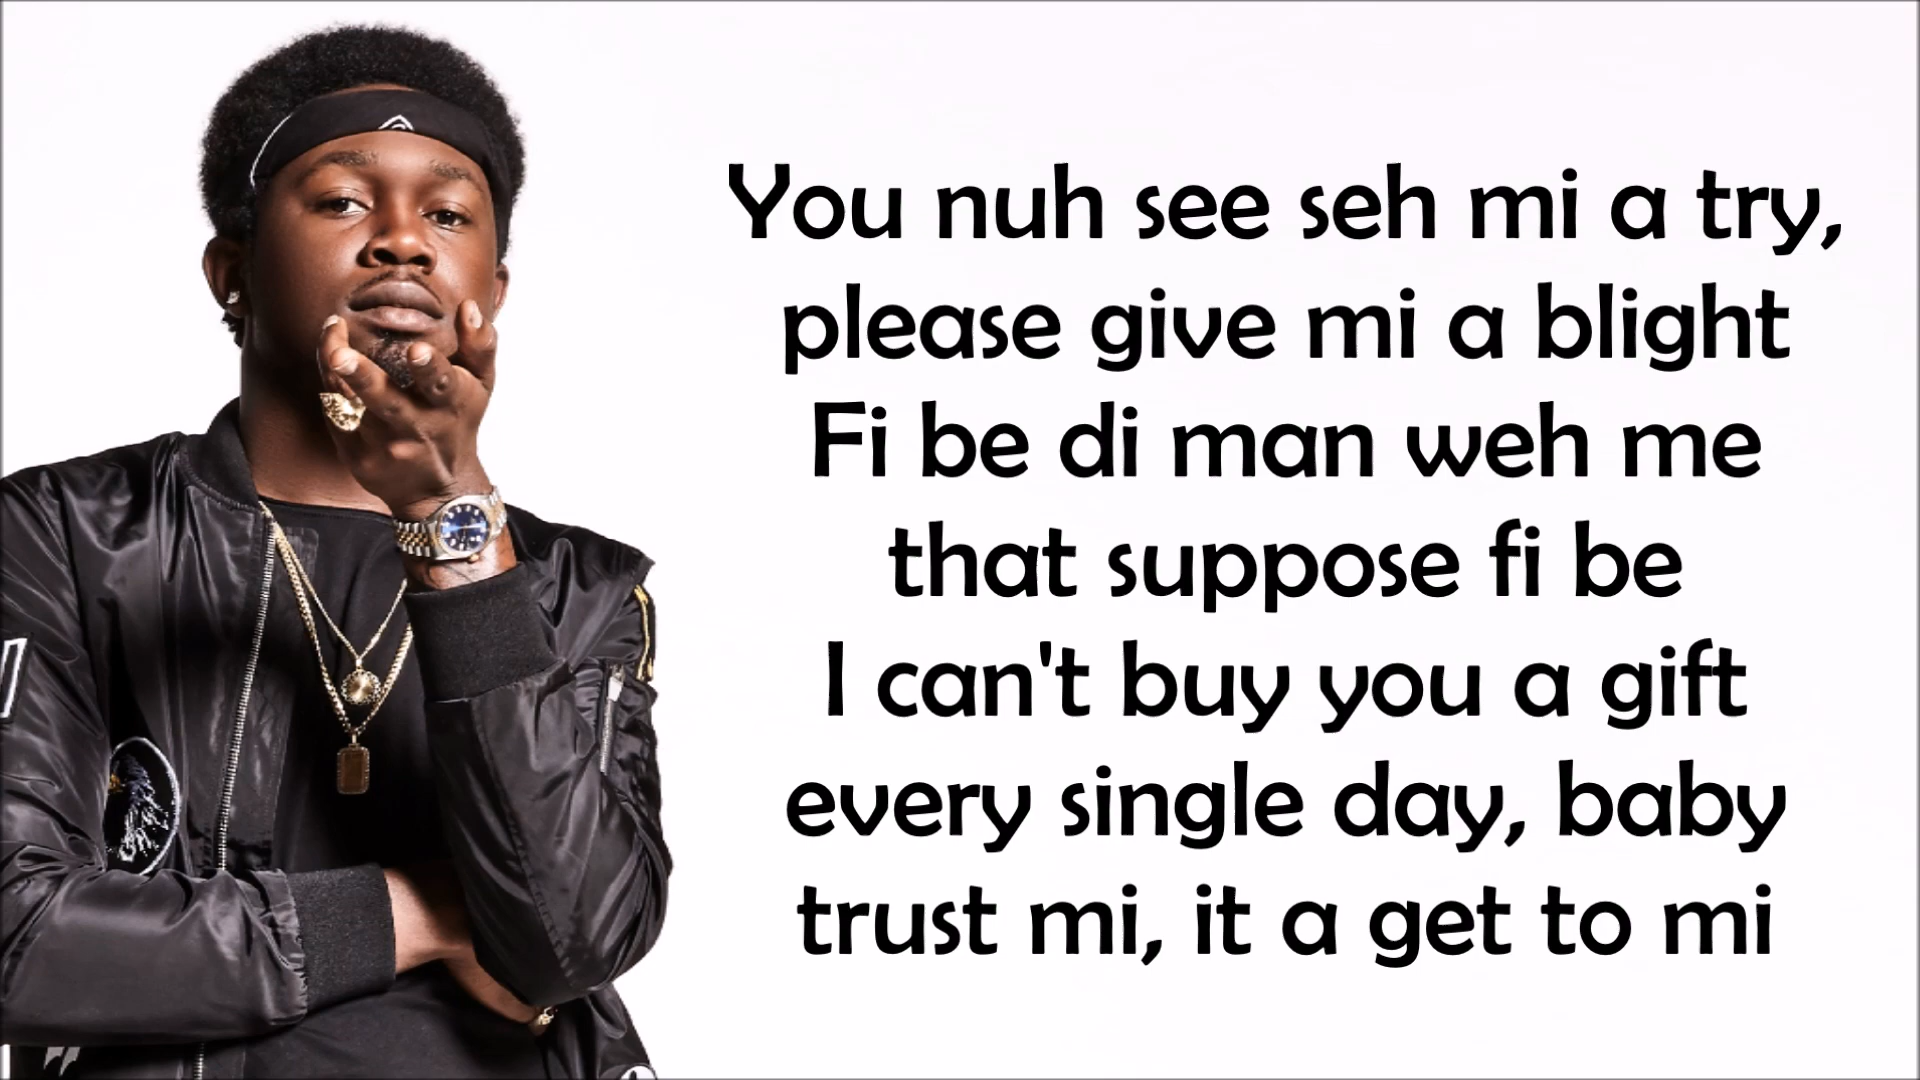 You nuh see seh mi a try,
please give mi a blight
Fi be di man weh me
that suppose fi be
I can't buy you a gift
every single day, baby
trust mi, it a get to mi